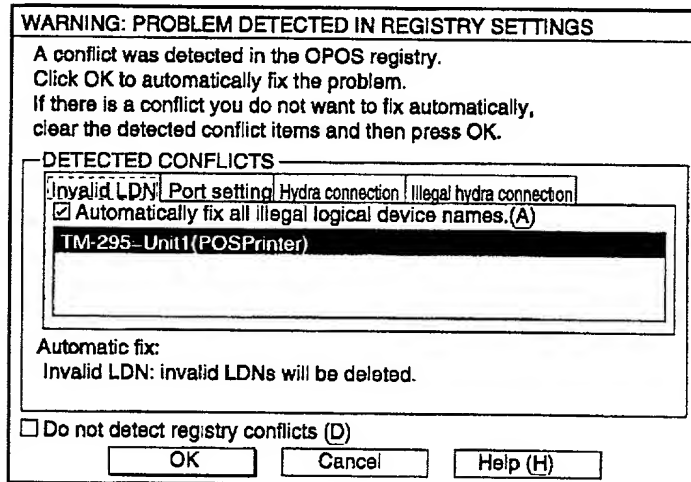 WARNING: PROBLEM DETECTED IN REGISTRY SETTINGS
A conflict was detected in the OPOS registry.
Click OK to automatically fix the problem.
If there is a conflict you do not want to fix automatically,
clear the detected conflict items and then press OK.
DETECTED CONFLICTS
Invalid LDN Port setting Hydra connection Illegal hydra connection
Automatically fix all illegal logical device names.(A)
TM-295-Unit1(POSPrinter)
Automatic fix:
Invalid LDN: invalid LDNs will be deleted.
Do not detect registry conflicts (D)
OK Cancel Help (H)